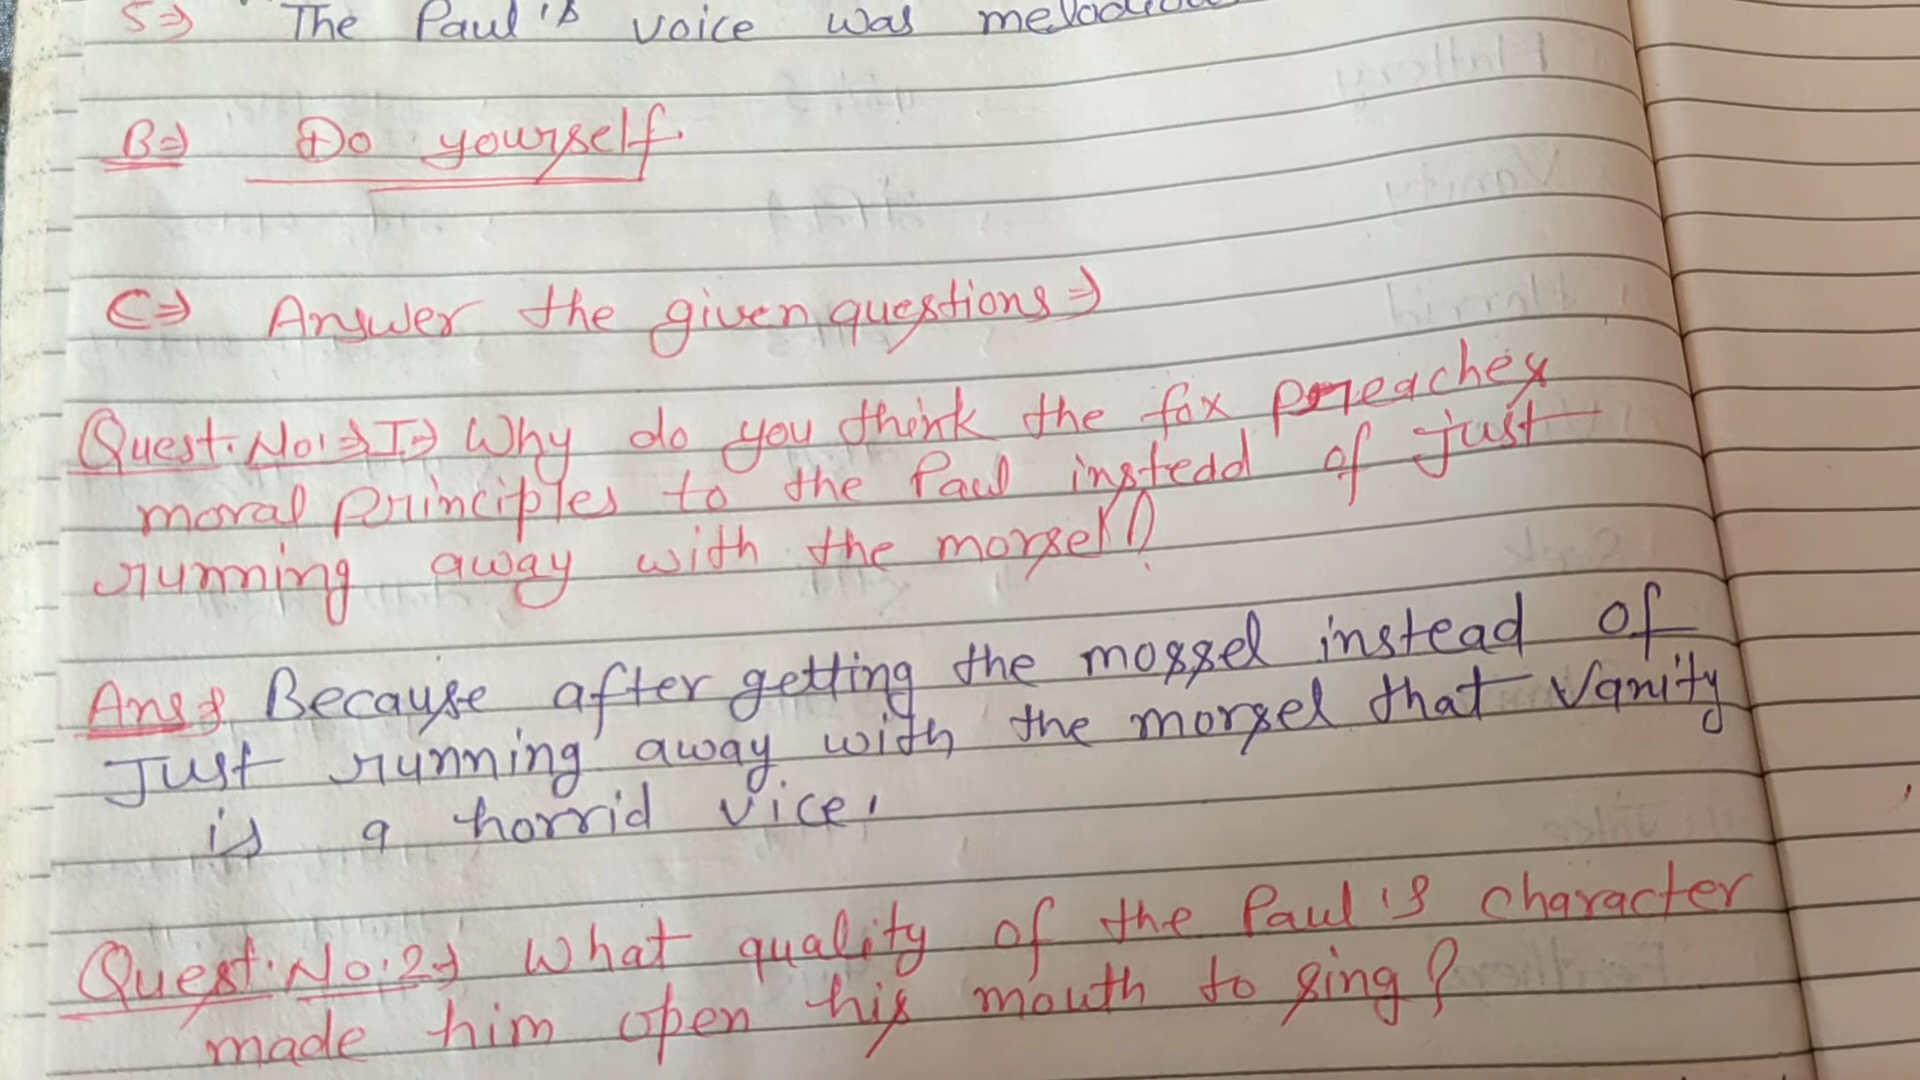 5⇒ The Paul's voice was
B⇒ Do yourself.
C⇒ Answer the given questions⇒
Quest. No:⇒I⇒ Why do you think the fox preaches
moral principles to the Paul instead of just
running away with the morsel?
Ans: Because after getting the mossel instead of
Just running away with the morsel that Vanity
is a horrid vice.
Quest. No:2⇒ What quality of the Paul's character
made him open his mouth to sing?